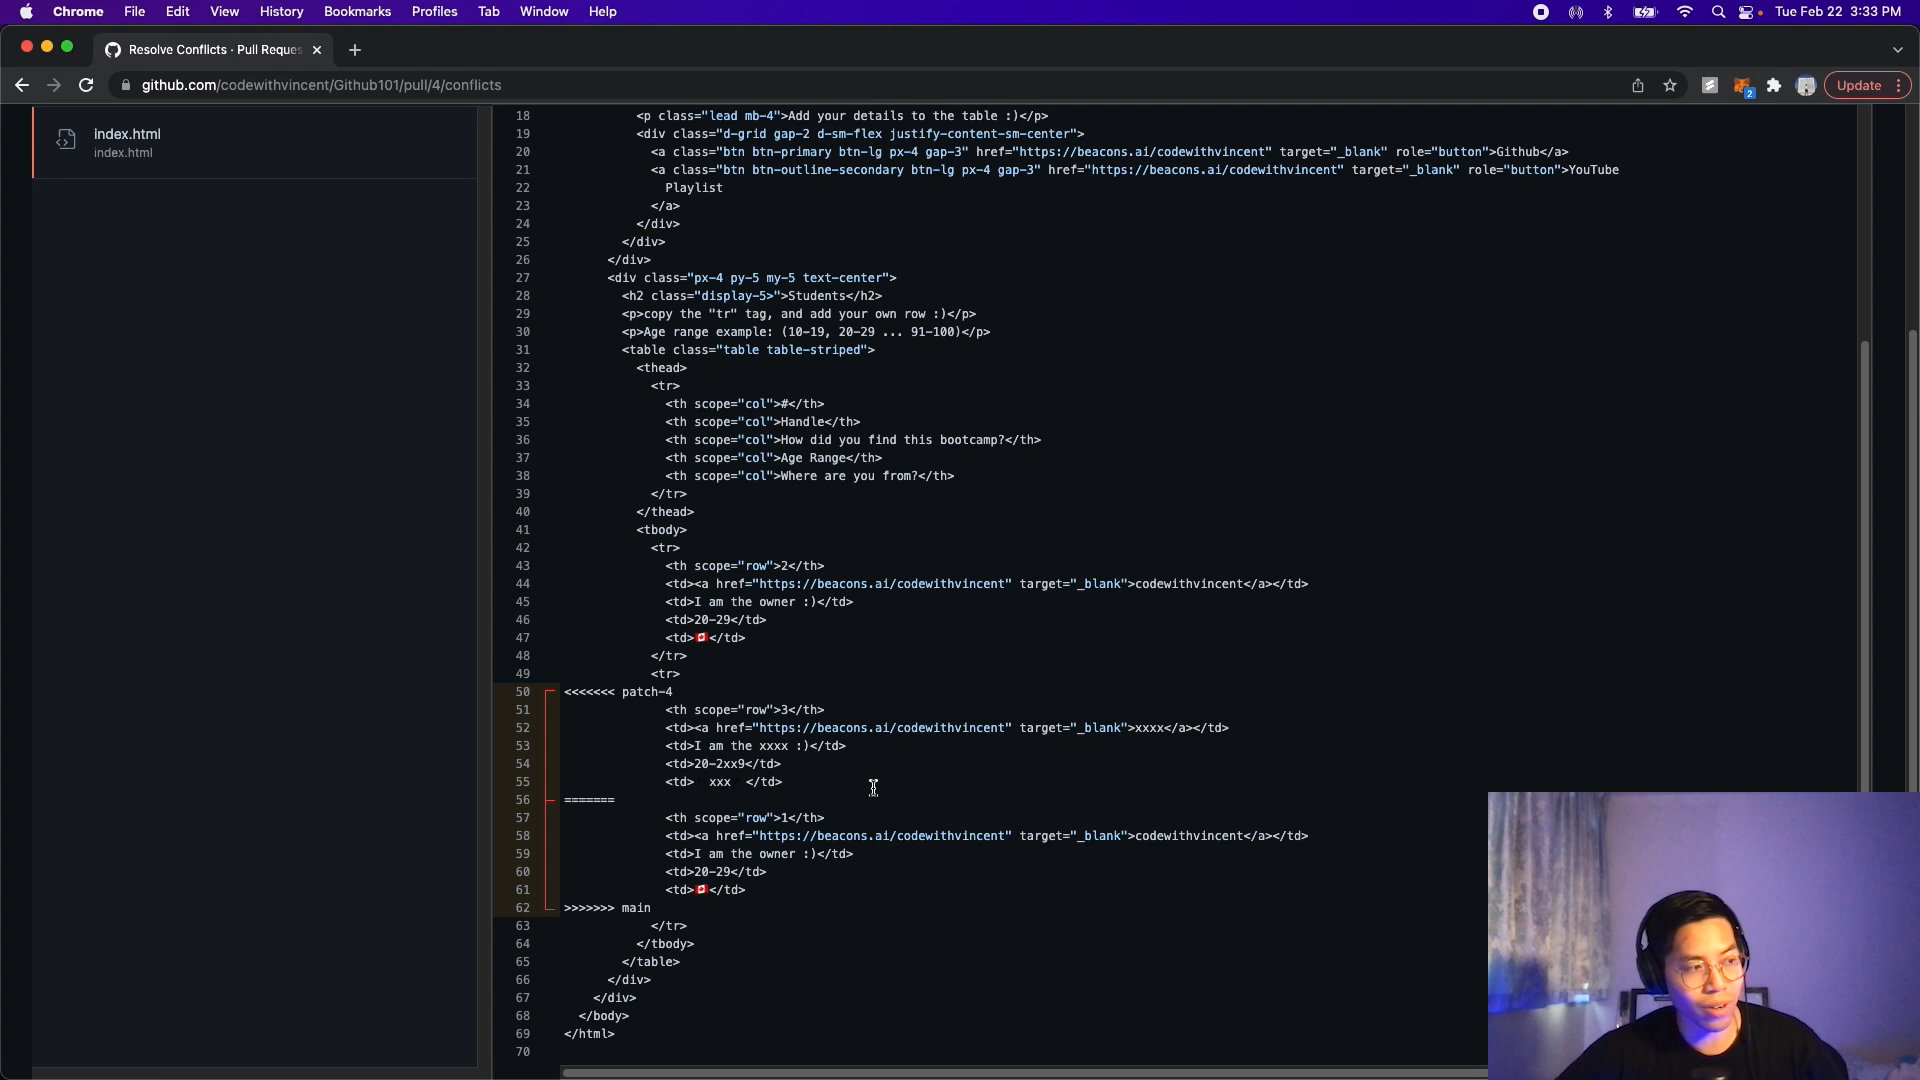 Chrome File Edit View History Bookmarks Profiles Tab Window Help Tue Feb 22 3:33 PM
Resolve Conflicts · Pull Reques
github.com/codewithvincent/Github101/pull/4/conflicts 2 Update
index.html
index.html
18 <p class="lead mb-4">Add your details to the table :)</p>
19 <div class="d-grid gap-2 d-sm-flex justify-content-sm-center">
20 <a class="btn btn-primary btn-lg px-4 gap-3" href="https://beacons.ai/codewithvincent" target="_blank" role="button">Github</a>
21 <a class="btn btn-outline-secondary btn-lg px-4 gap-3" href="https://beacons.ai/codewithvincent" target="_blank" role="button">YouTube
22 Playlist
23 </a>
24 </div>
25 </div>
26 </div>
27 <div class="px-4 py-5 my-5 text-center">
28 <h2 class="display-5>">Students</h2>
29 <p>copy the "tr" tag, and add your own row :)</p>
30 <p>Age range example: (10-19, 20-29 ... 91-100)</p>
31 <table class="table table-striped">
32 <thead>
33 <tr>
34 <th scope="col">#</th>
35 <th scope="col">Handle</th>
36 <th scope="col">How did you find this bootcamp?</th>
37 <th scope="col">Age Range</th>
38 <th scope="col">Where are you from?</th>
39 </tr>
40 </thead>
41 <tbody>
42 <tr>
43 <th scope="row">2</th>
44 <td><a href="https://beacons.ai/codewithvincent" target="_blank">codewithvincent</a></td>
45 <td>I am the owner :)</td>
46 <td>20-29</td>
47 <td>🇨🇦</td>
48 </tr>
49 <tr>
50 <<<<<<< patch-4
51 <th scope="row">3</th>
52 <td><a href="https://beacons.ai/codewithvincent" target="_blank">xxxx</a></td>
53 <td>I am the xxxx :)</td>
54 <td>20-2xx9</td>
55 <td> xxx </td>
56 =======
57 <th scope="row">1</th>
58 <td><a href="https://beacons.ai/codewithvincent" target="_blank">codewithvincent</a></td>
59 <td>I am the owner :)</td>
60 <td>20-29</td>
61 <td>🇨🇦</td>
62 >>>>>>> main
63 </tr>
64 </tbody>
65 </table>
66 </div>
67 </div>
68 </body>
69 </html>
70